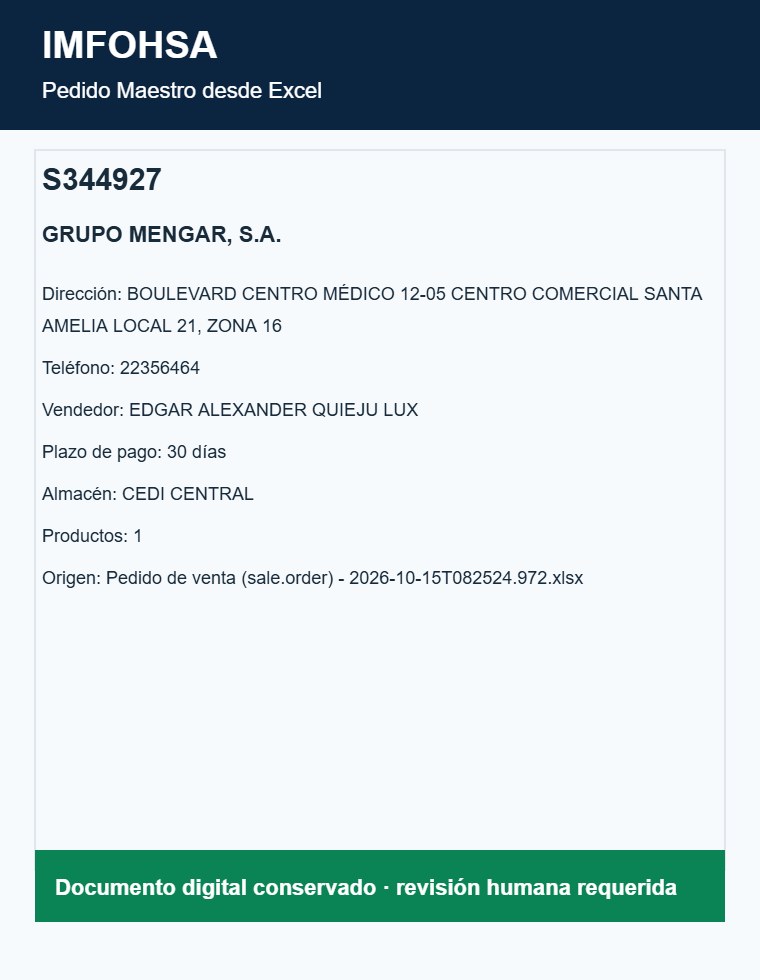 IMFOHSA
Pedido Maestro desde Excel
S344927
GRUPO MENGAR, S.A.
Dirección: BOULEVARD CENTRO MÉDICO 12-05 CENTRO COMERCIAL SANTA
AMELIA LOCAL 21, ZONA 16
Teléfono: 22356464
Vendedor: EDGAR ALEXANDER QUIEJU LUX
Plazo de pago: 30 días
Almacén: CEDI CENTRAL
Productos: 1
Origen: Pedido de venta (sale.order) - 2026-10-15T082524.972.xlsx
Documento digital conservado · revisión humana requerida